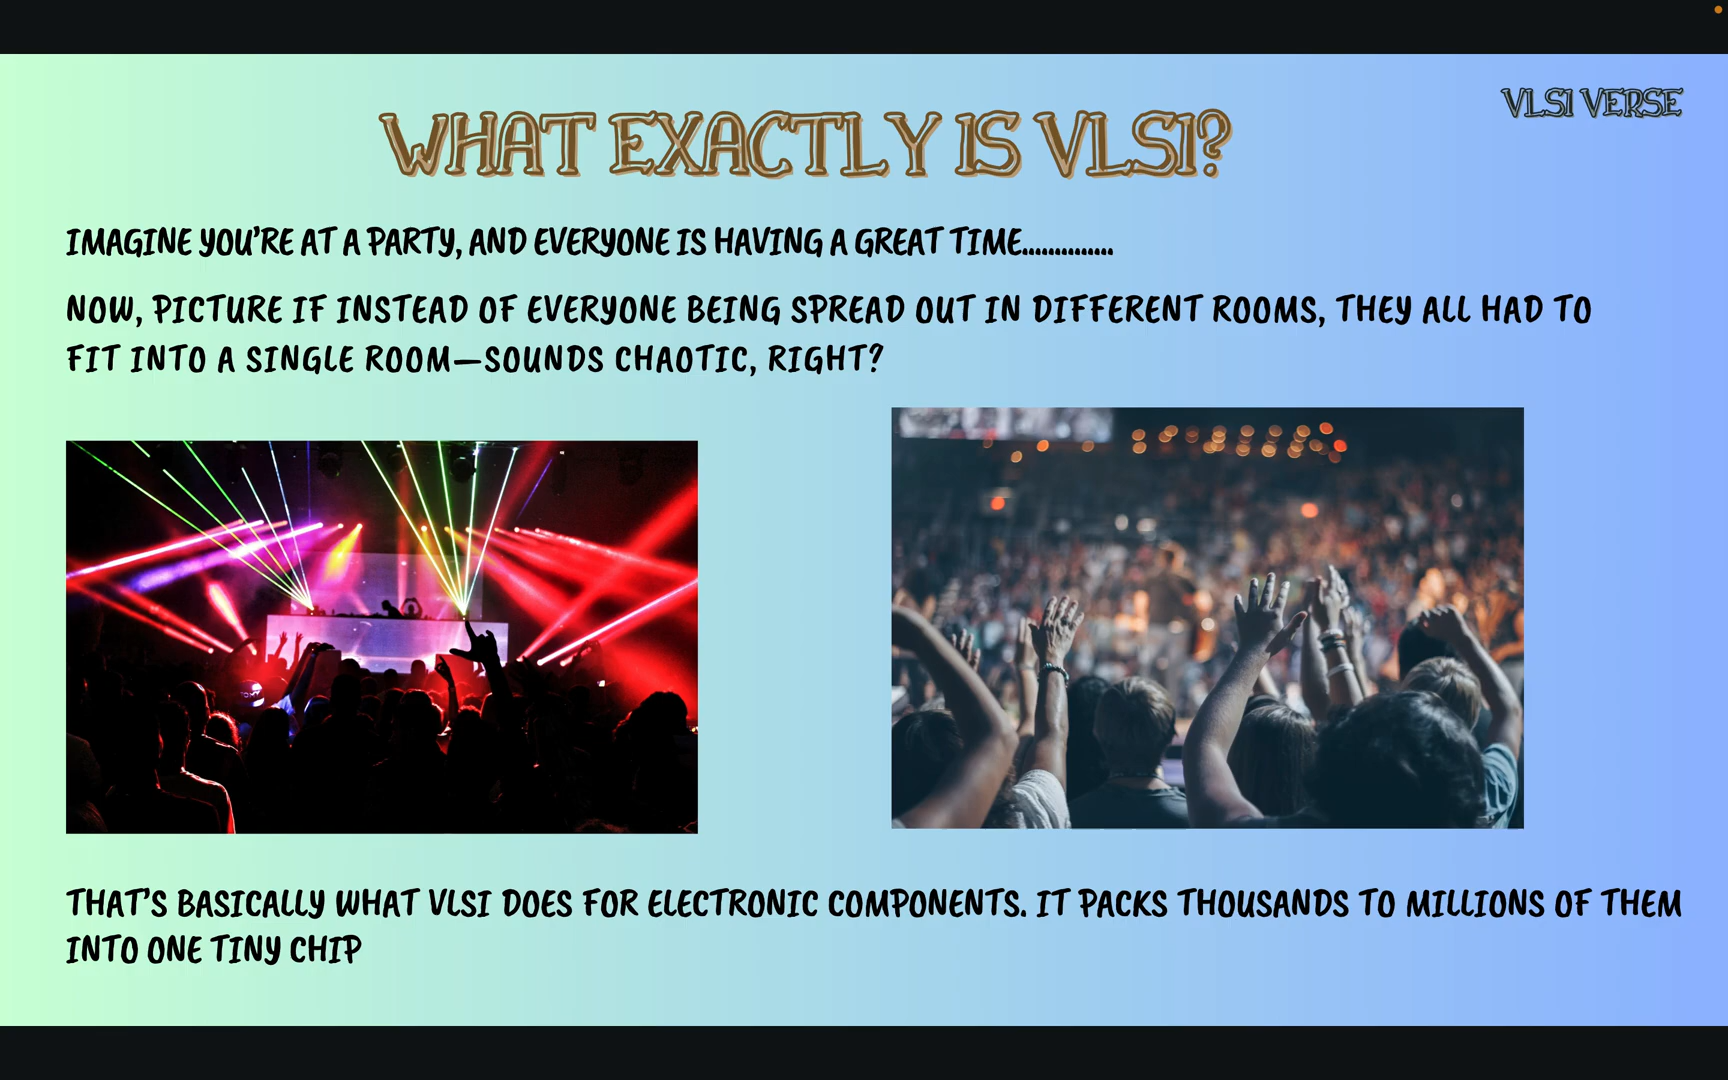 VLSI VERSE
WHAT EXACTLY IS VLSI?
IMAGINE YOU'RE AT A PARTY, AND EVERYONE IS HAVING A GREAT TIME..............
NOW, PICTURE IF INSTEAD OF EVERYONE BEING SPREAD OUT IN DIFFERENT ROOMS, THEY ALL HAD TO
FIT INTO A SINGLE ROOM—SOUNDS CHAOTIC, RIGHT?
THAT'S BASICALLY WHAT VLSI DOES FOR ELECTRONIC COMPONENTS. IT PACKS THOUSANDS TO MILLIONS OF THEM
INTO ONE TINY CHIP